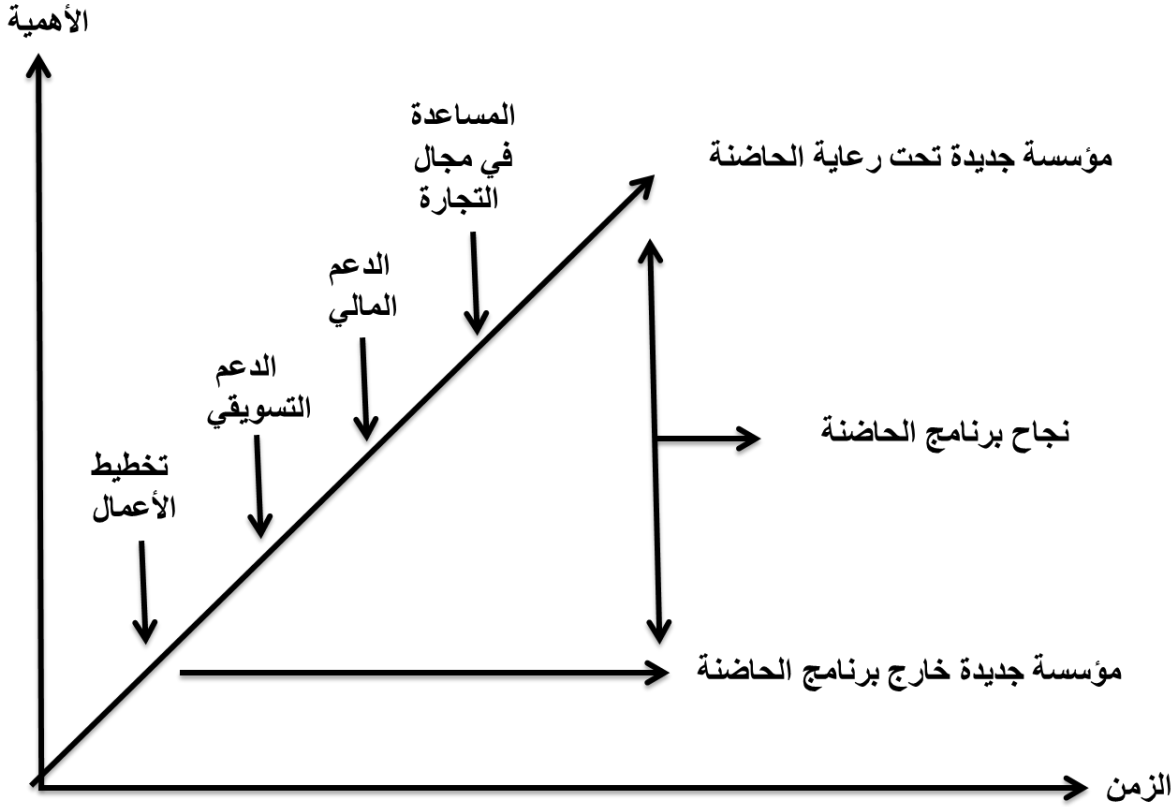 الأهمية
المساعدة
في مجال
التجارة
مؤسسة جديدة تحت رعاية الحاضنة
الدعم
المالي
الدعم
التسويقي
نجاح برنامج الحاضنة
تخطيط
الأعمال
مؤسسة جديدة خارج برنامج الحاضنة
الزمن